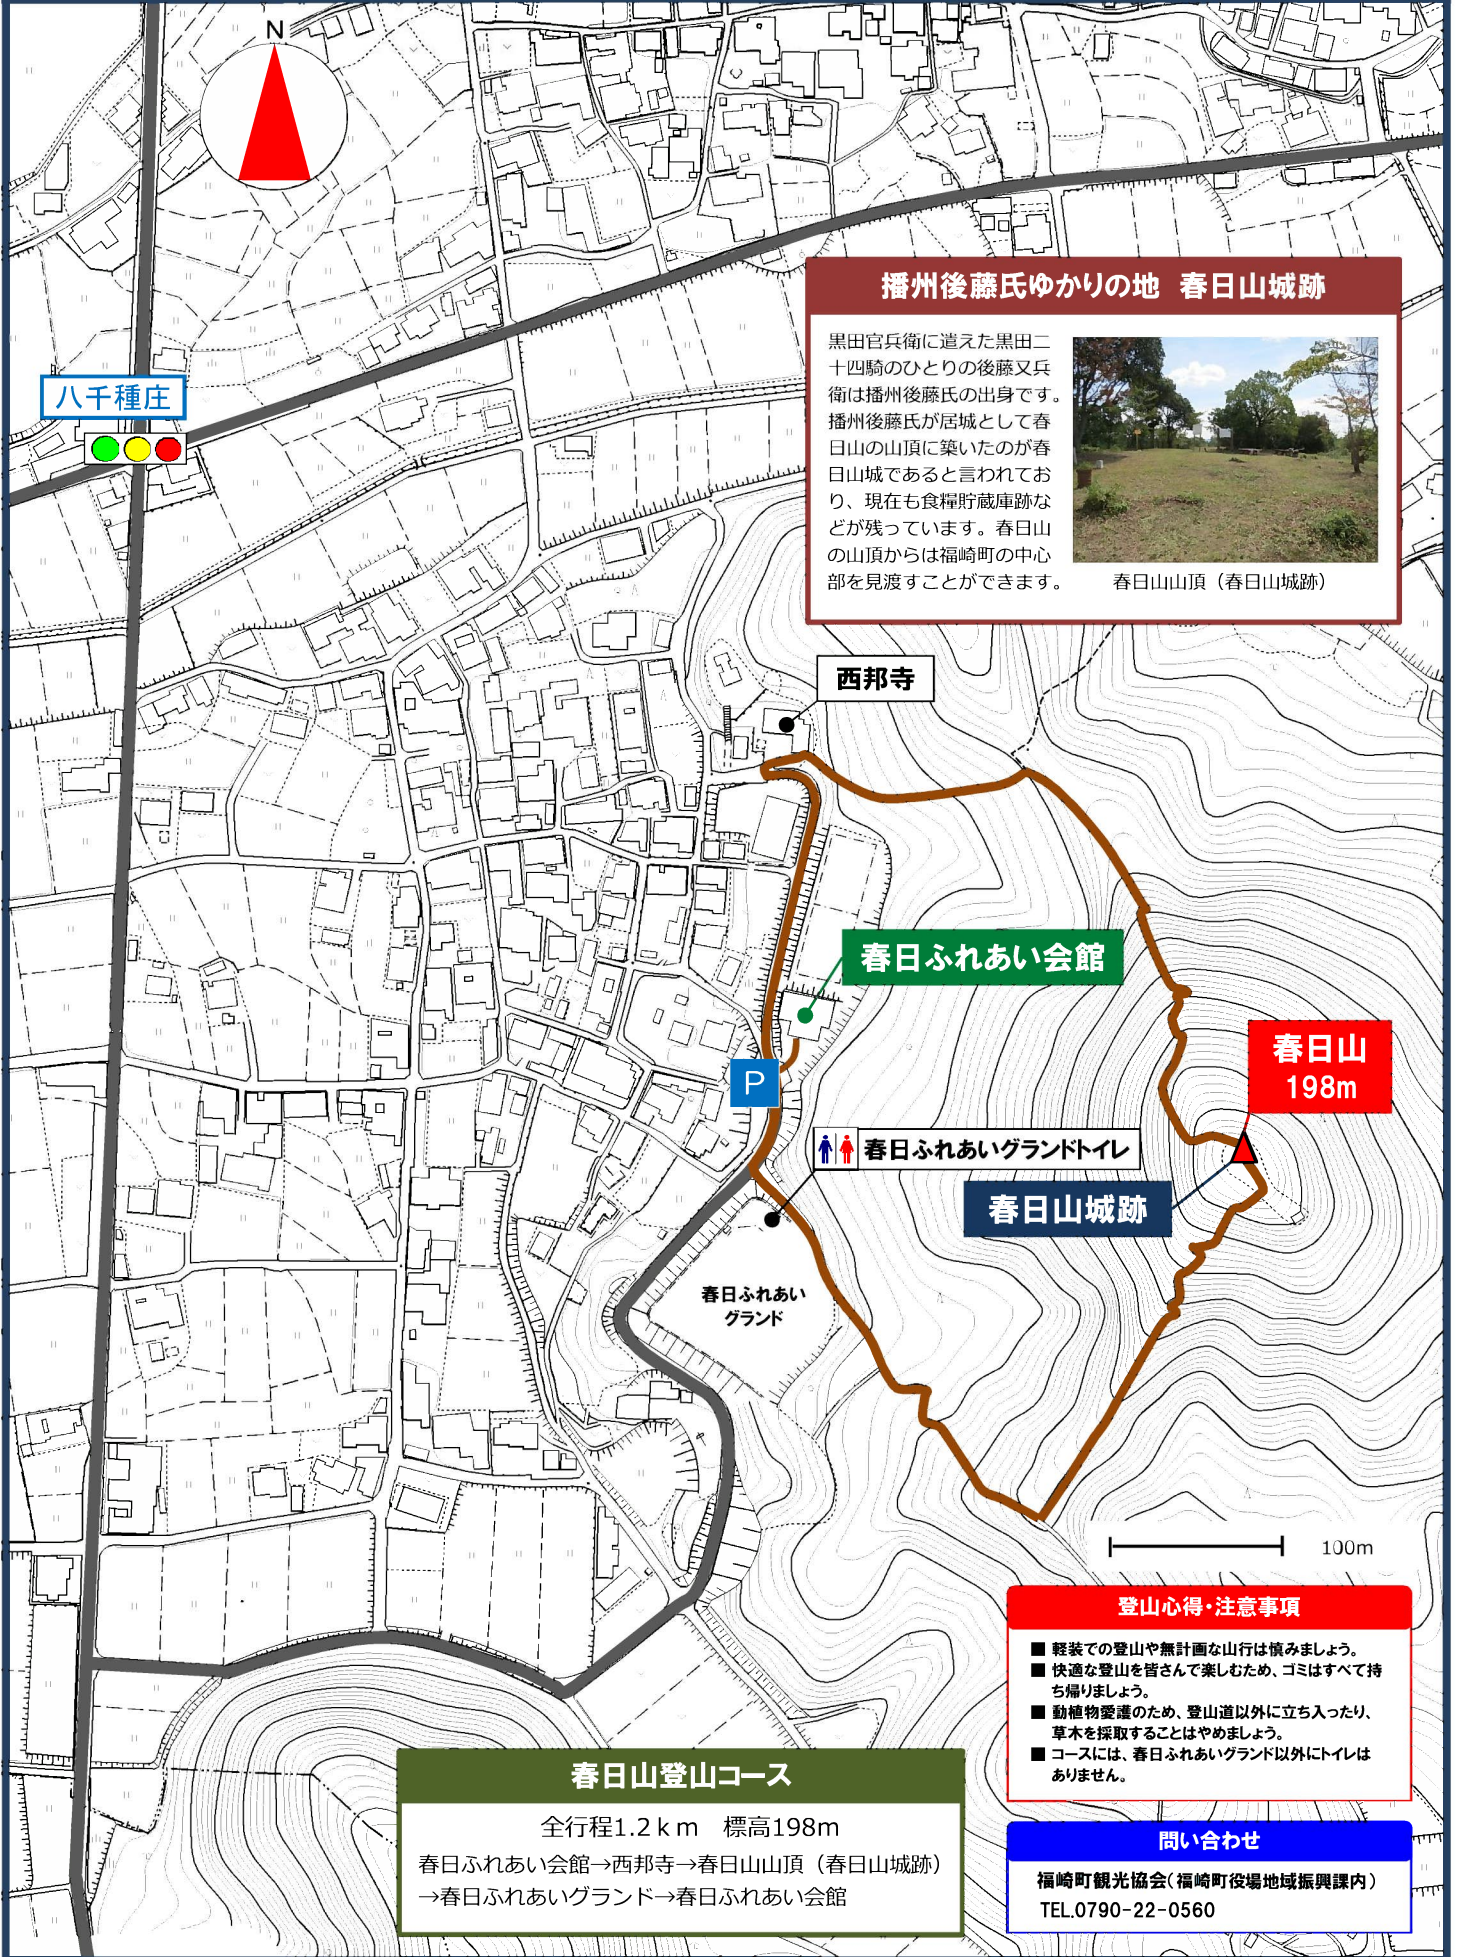 N
八千種庄
播州後藤氏ゆかりの地 春日山城跡
黒田官兵衛に遣えた黒田二
十四騎のひとりの後藤又兵
衛は播州後藤氏の出身です。
播州後藤氏が居城として春
日山の山頂に築いたのが春
日山城であると言われてお
り、現在も食糧貯蔵庫跡な
どが残っています。春日山
の山頂からは福崎町の中心
部を見渡すことができます。
春日山山頂（春日山城跡）
西邦寺
春日ふれあい会館
春日山
198m
P
春日ふれあいグランドトイレ
春日山城跡
春日ふれあい
グランド
100m
登山心得・注意事項
■ 軽装での登山や無計画な山行は慎みましょう。
■ 快適な登山を皆さんで楽しむため、ゴミはすべて持
ち帰りましょう。
■ 動植物愛護のため、登山道以外に立ち入ったり、
草木を採取することはやめましょう。
■ コースには、春日ふれあいグランド以外にトイレは
ありません。
春日山登山コース
全行程1.2ｋｍ 標高198m
春日ふれあい会館→西邦寺→春日山山頂（春日山城跡）
→春日ふれあいグランド→春日ふれあい会館
問い合わせ
福崎町観光協会（福崎町役場地域振興課内）
TEL.0790-22-0560